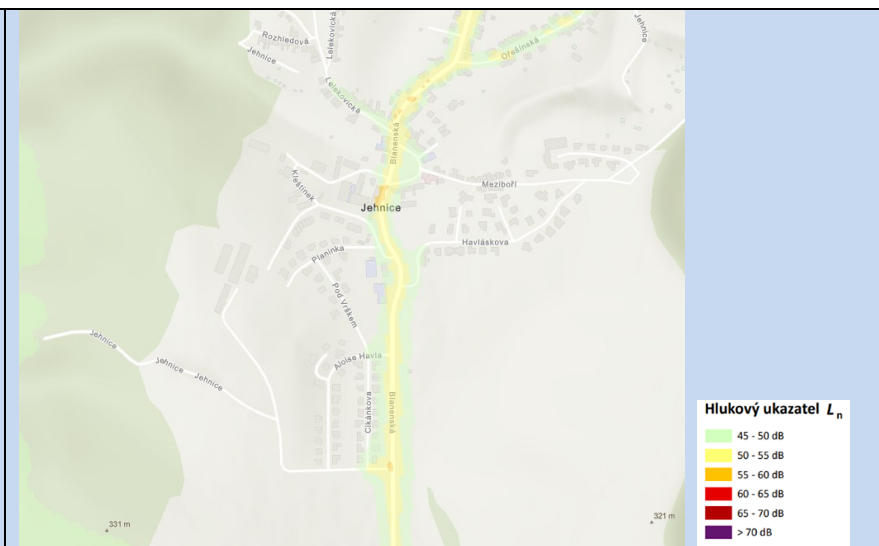 Rozhledová
Jehnice
Lelekovická
Ořešínská
Jehnice
Lelekovická
Blanenská
Kleštínek
Meziboří
Jehnice
Havláskova
Planinka
Pod Vrškem
Jehnice
Aloise Havla
Jehnice
Jehnice
Cikánkova
Blanenská
331 m
321 m
Hlukový ukazatel Ln
45 - 50 dB
50 - 55 dB
55 - 60 dB
60 - 65 dB
65 - 70 dB
> 70 dB